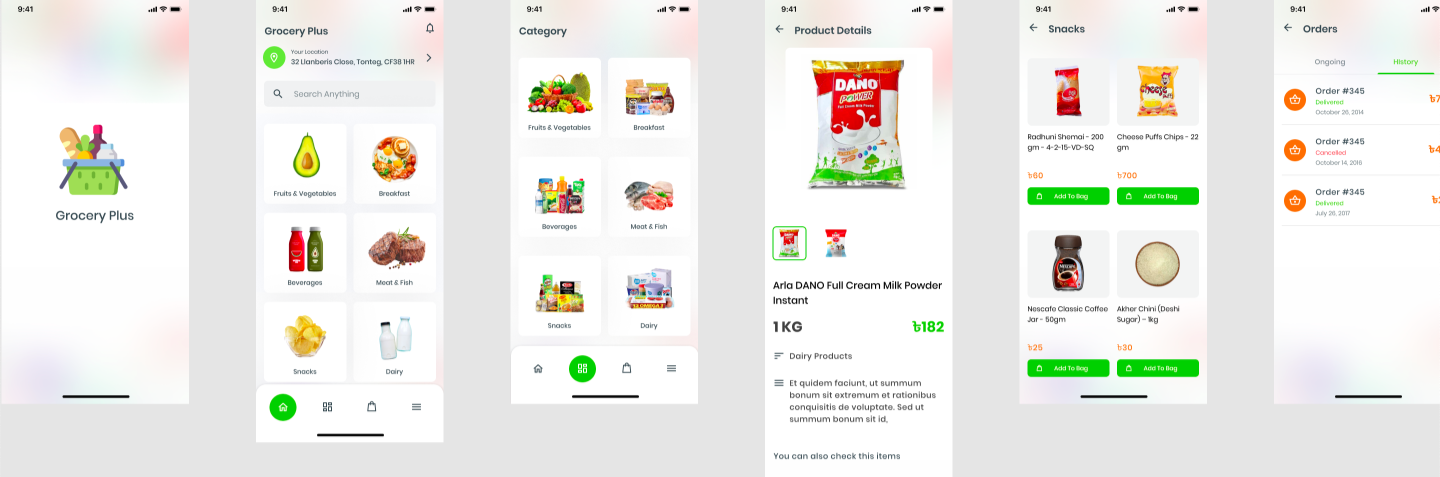 9:41
Grocery Plus
9:41
Grocery Plus
Your Location
32 Llanberis Close, Tonteg, CF38 1HR
Search Anything
Fruits & Vegetables
Breakfast
Beverages
Meat & Fish
Snacks
Dairy
9:41
Category
Fruits & Vegetables
Breakfast
Beverages
Meat & Fish
Snacks
Dairy
9:41
Product Details
DANO
POWER
Arla DANO Full Cream Milk Powder
Instant
1 KG
৳182
Dairy Products
Et quidem faciunt, ut summum
bonum sit extremum et rationibus
conquisitis de voluptate. Sed ut
summum bonum sit id,
You can also check this items
9:41
Snacks
Radhuni Shemai - 200
gm - 4-2-15-VD-SQ
৳60
Add To Bag
Cheese Puffs Chips - 22
gm
৳700
Add To Bag
NESCAFE
Nescafe Classic Coffee
Jar - 50gm
৳25
Add To Bag
Akher Chini (Deshi
Sugar) – 1kg
৳30
Add To Bag
9:41
Orders
Ongoing
History
Order #345
Delivered
October 26, 2014
Order #345
Cancelled
October 14, 2016
Order #345
Delivered
July 26, 2017